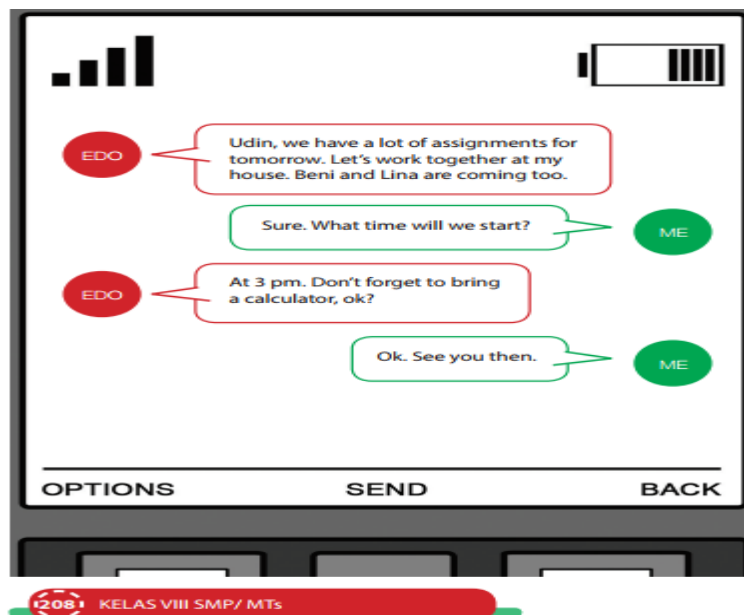 EDO
Udin, we have a lot of assignments for
tomorrow. Let's work together at my
house. Beni and Lina are coming too.
Sure. What time will we start?
ME
EDO
At 3 pm. Don't forget to bring
a calculator, ok?
Ok. See you then.
ME
OPTIONS SEND BACK
208 KELAS VIII SMP/ MTs